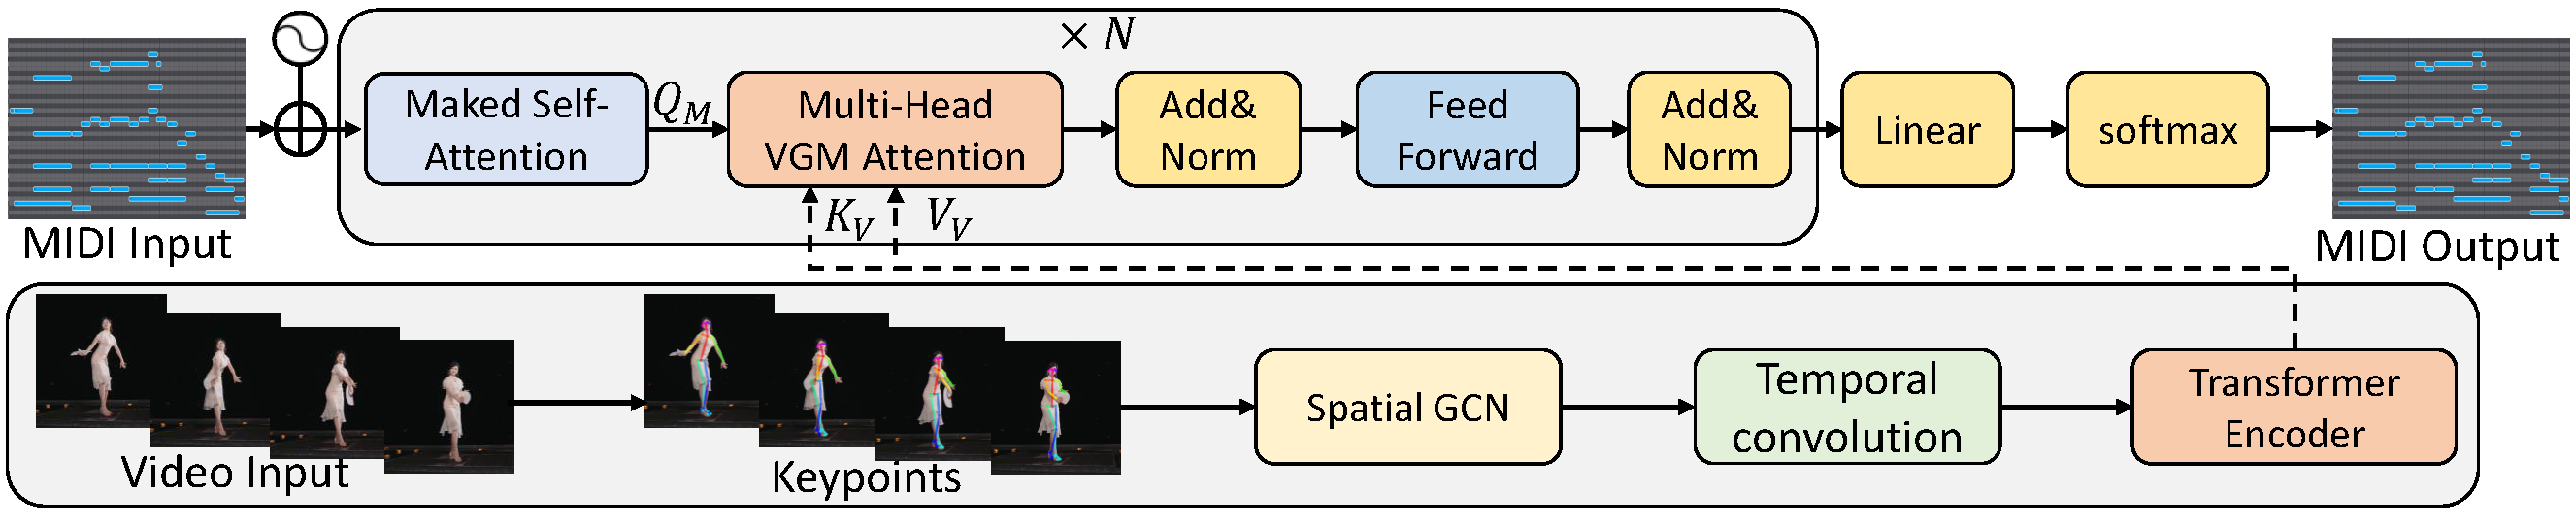 × N
Maked Self-
Attention
Q_M
Multi-Head
VGM Attention
Add&
Norm
Feed
Forward
Add&
Norm
Linear
softmax
K_V
V_V
MIDI Input
MIDI Output
Video Input
Keypoints
Spatial GCN
Temporal
convolution
Transformer
Encoder